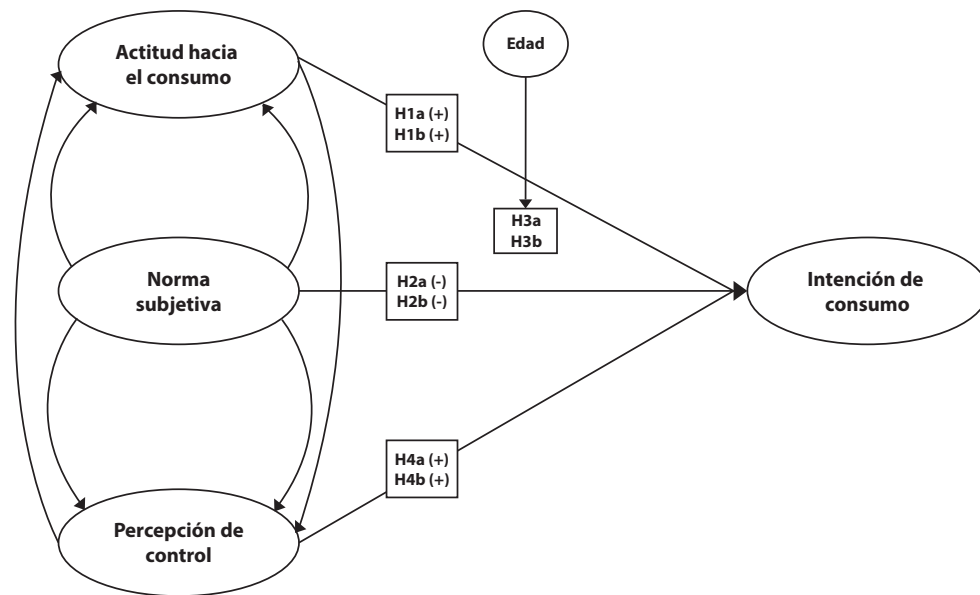 Actitud hacia
el consumo
Edad
H1a (+)
H1b (+)
H3a
H3b
Norma
subjetiva
H2a (-)
H2b (-)
Intención de
consumo
H4a (+)
H4b (+)
Percepción de
control